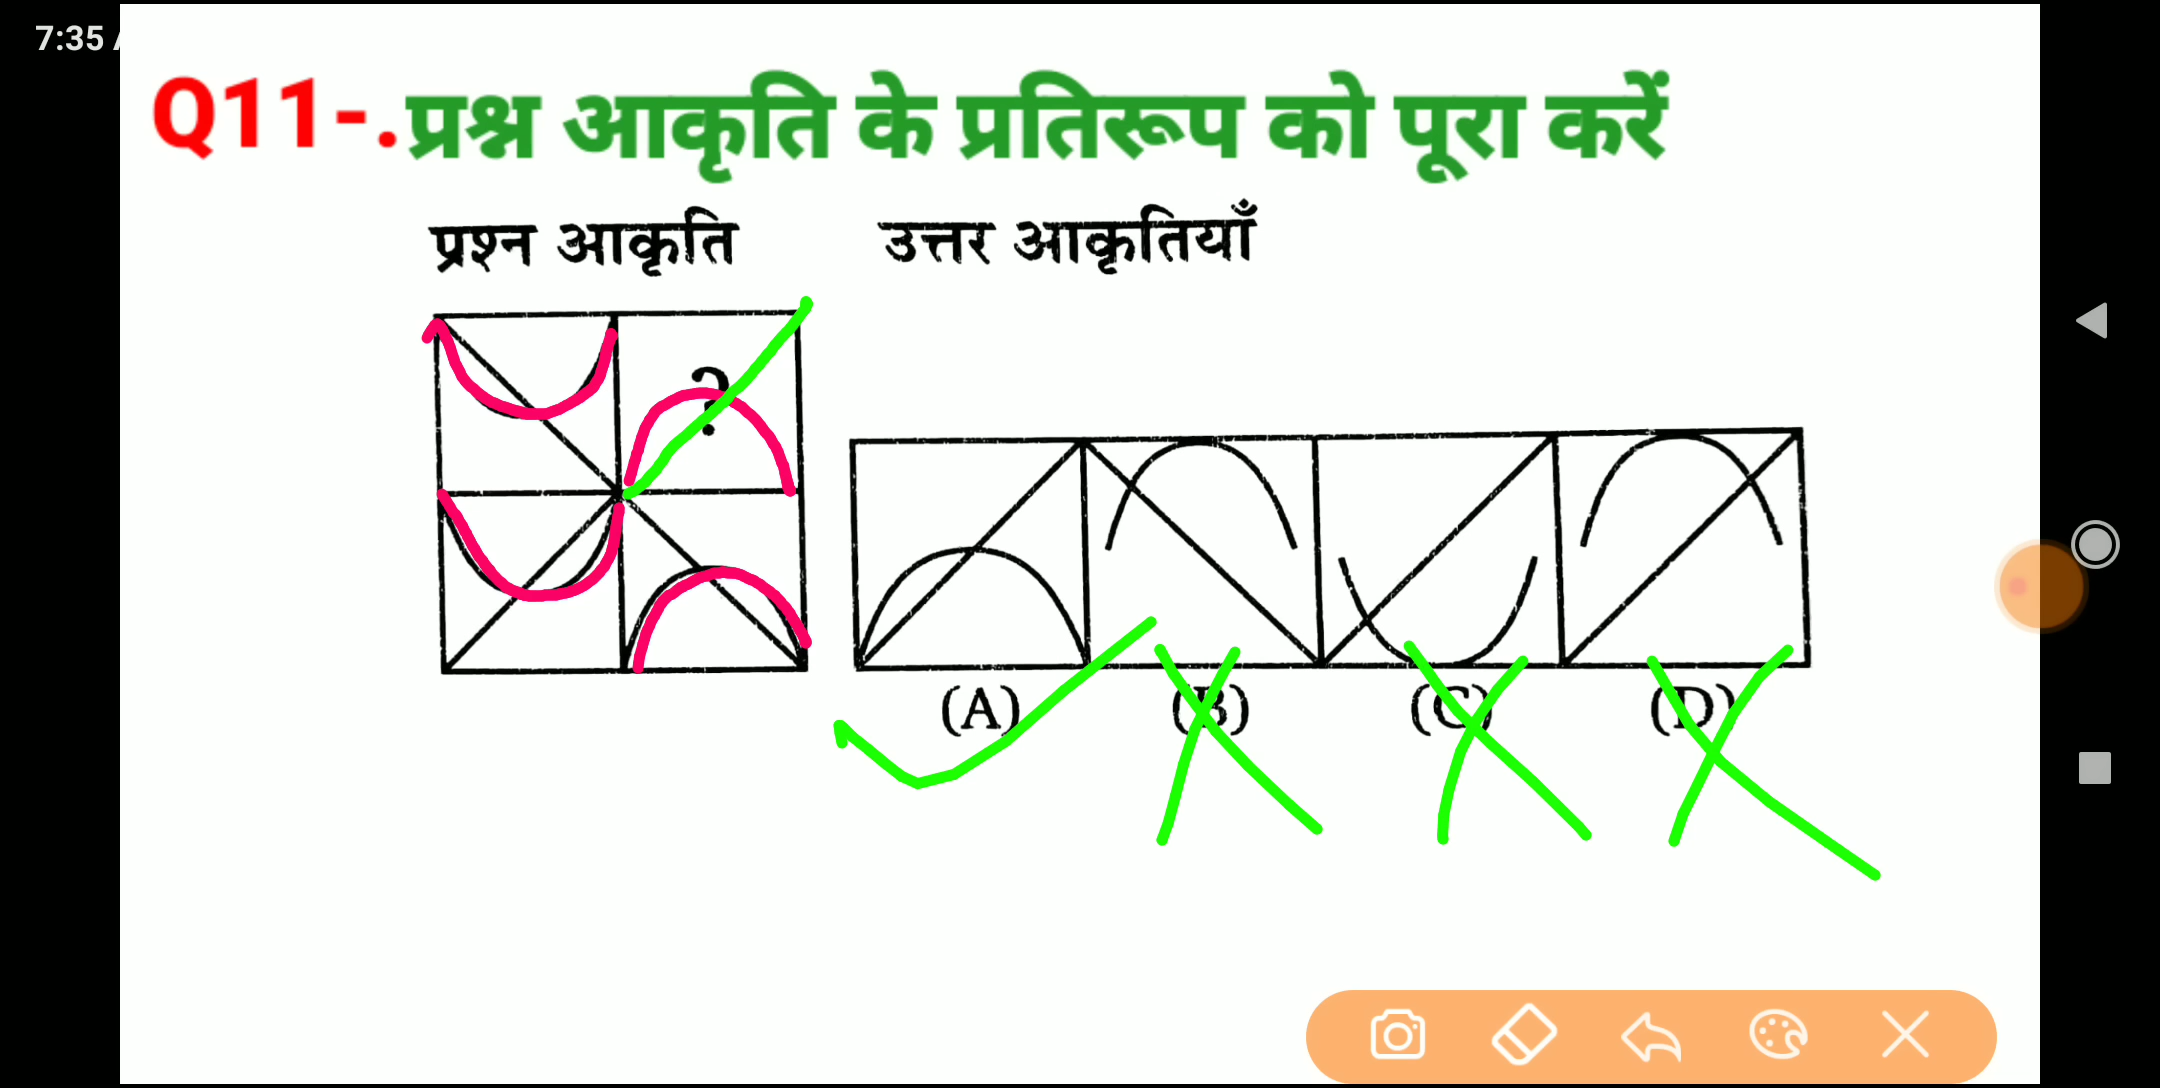 7:35
Q11-.प्रश्न आकृति के प्रतिरूप को पूरा करें
प्रश्न आकृति उत्तर आकृतियाँ
?
(A) (B) (C) (D)